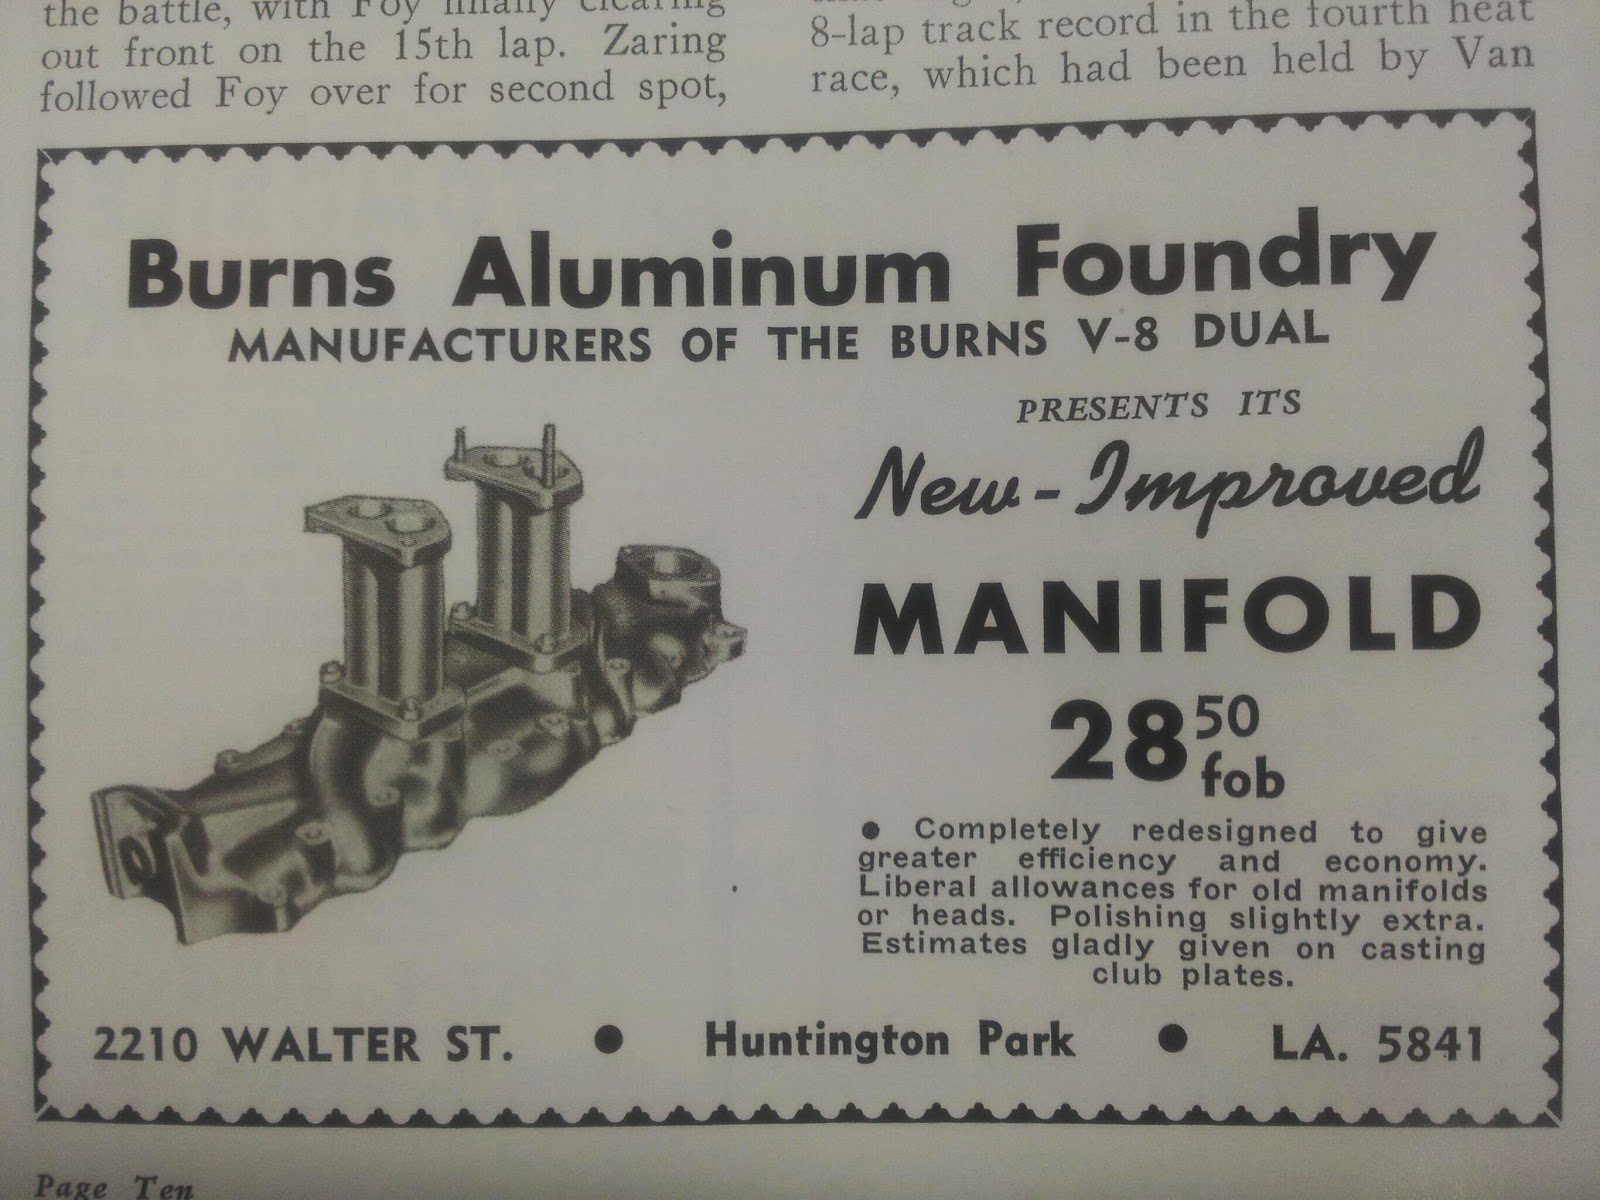 the battle, with Foy finally clearing
out front on the 15th lap. Zaring
followed Foy over for second spot,
8-lap track record in the fourth heat
race, which had been held by Van
Burns Aluminum Foundry
MANUFACTURERS OF THE BURNS V-8 DUAL
PRESENTS ITS
New-Improved
MANIFOLD
28 50
fob
• Completely redesigned to give
greater efficiency and economy.
Liberal allowances for old manifolds
or heads. Polishing slightly extra.
Estimates gladly given on casting
club plates.
2210 WALTER ST. • Huntington Park • LA. 5841
Page Ten